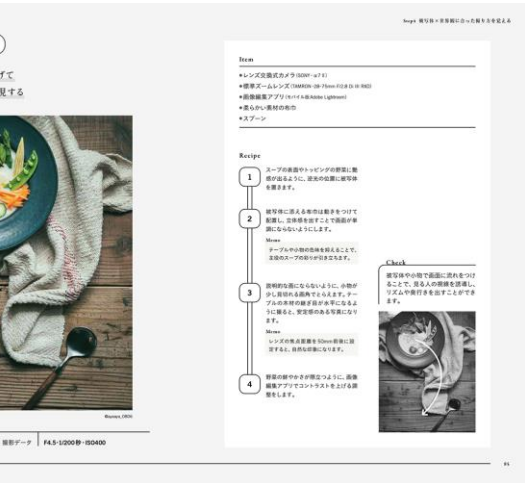 げて
見する
撮影データ F4.5・1/200秒・ISO400
Item
●レンズ交換式カメラ(SONY・α7Ⅱ)
●標準ズームレンズ
●画像編集アプリ(モバイル版Adobe Lightroom)
●柔らかい素材の布巾
●スプーン
Recipe
1
スープの表面やトッピングの野菜に艶
感が出るように、逆光の位置に被写体
を置きます。
2
被写体に添える布巾は動きをつけて
配置し、立体感を出すことで画面が単
調にならないようにします。
Memo
テーブルや小物の色味を抑えることで、
主役のスープの彩りが引き立ちます。
3
説明的な画にならないように、小物が
少し見切れる画角でとらえます。テー
ブルの木材の継ぎ目が水平になるよ
うに撮ると、安定感のある写真になり
ます。
Memo
レンズの焦点距離を50mm前後に設
定すると、自然な印象になります。
4
野菜の鮮やかさが際立つように、画像
編集アプリでコントラストを上げる調
整をします。
Check
被写体や小物で画面に流れをつけ
ることで、見る人の視線を誘導し、
リズムや奥行きを出すことができ
ます。